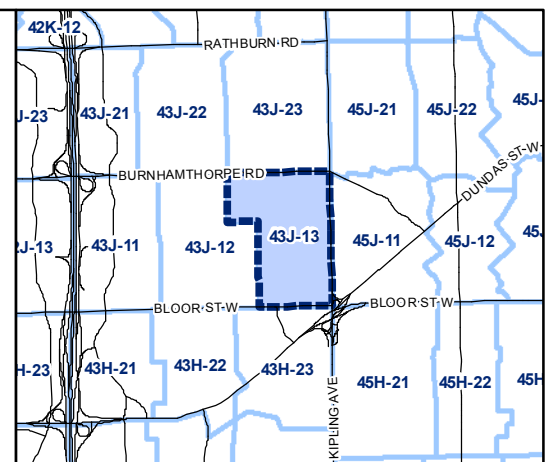 42K-12
RATHBURN RD
J-23
43J-21
43J-22
43J-23
45J-21
45J-22
45J-
DUNDAS ST W
BURNHAMTHORPE RD
J-13
43J-11
43J-12
43J-13
45J-11
45J-12
45J
BLOOR ST W
BLOOR ST W
H-23
43H-21
43H-22
43H-23
45H-21
45H-22
45H
KIPLING AVE